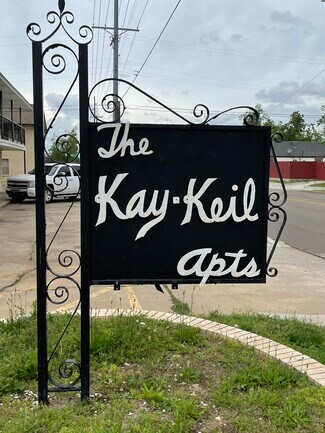 The
Kay-Keil
Apts